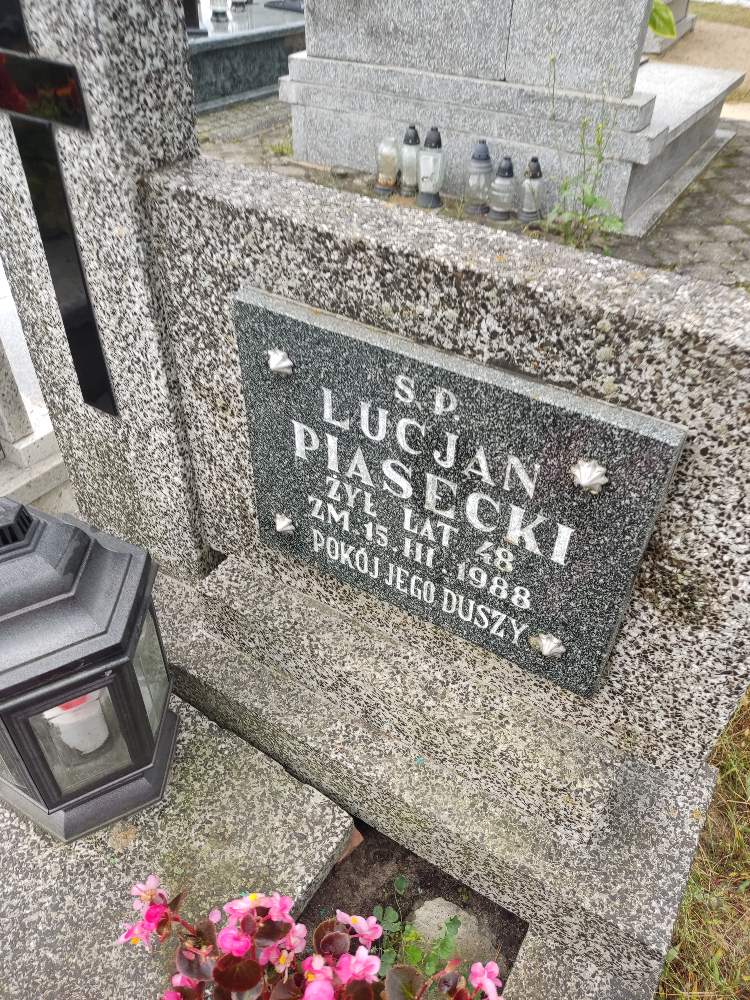 Ś.P.
LUCJAN
PIASECKI
ŻYŁ LAT 48
ZM. 15.III.1988
POKÓJ JEGO DUSZY